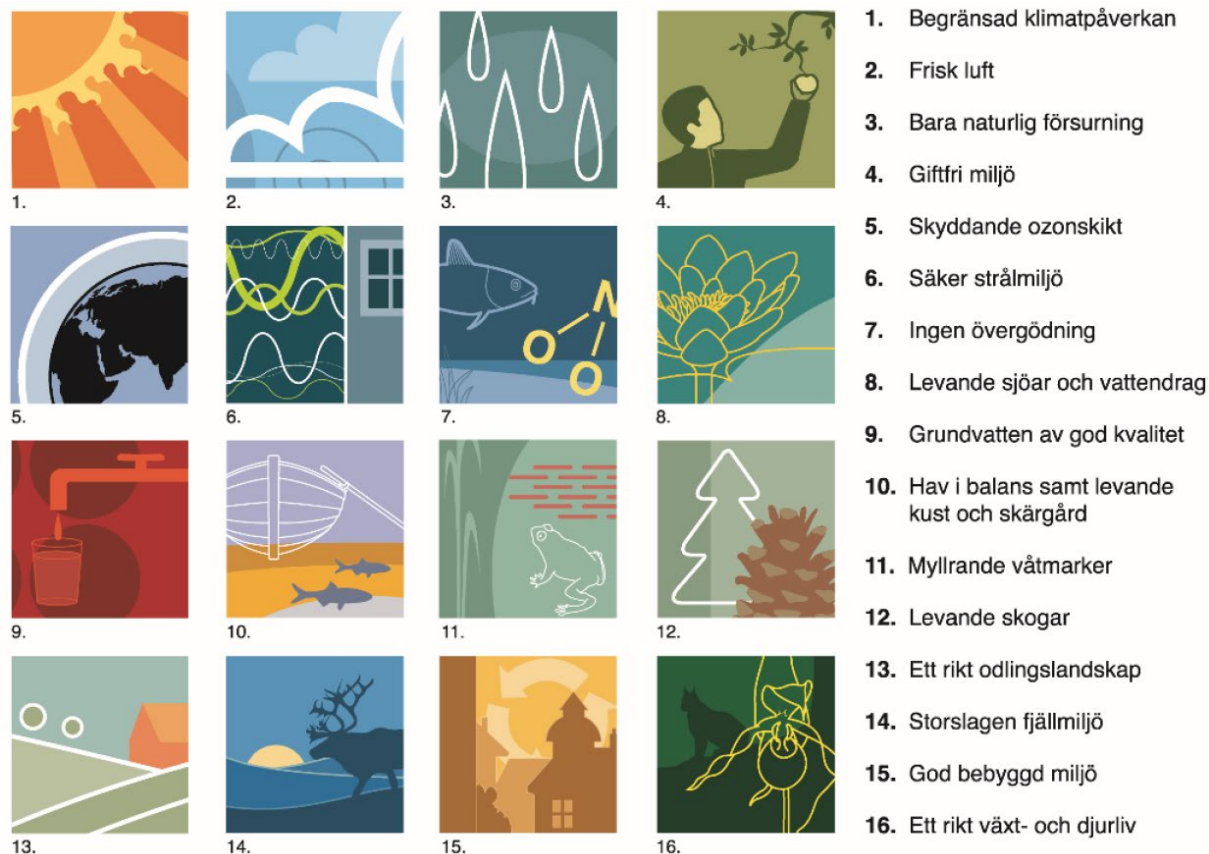 1.
2.
3.
4.
5.
6.
N
O
O
7.
8.
9.
10.
11.
12.
13.
14.
15.
16.
1. Begränsad klimatpåverkan
2. Frisk luft
3. Bara naturlig försurning
4. Giftfri miljö
5. Skyddande ozonskikt
6. Säker strålmiljö
7. Ingen övergödning
8. Levande sjöar och vattendrag
9. Grundvatten av god kvalitet
10. Hav i balans samt levande
kust och skärgård
11. Myllrande våtmarker
12. Levande skogar
13. Ett rikt odlingslandskap
14. Storslagen fjällmiljö
15. God bebyggd miljö
16. Ett rikt växt- och djurliv